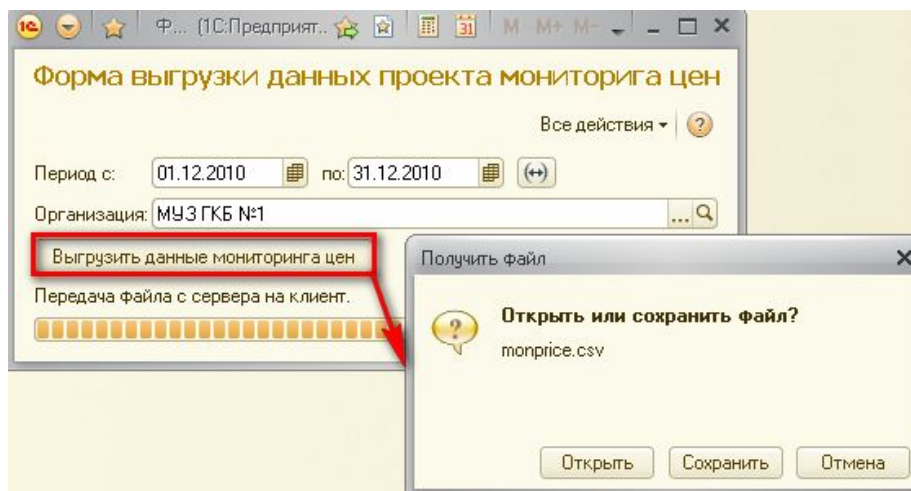 Ф... (1С:Предприят.. 31 M M+ M-
Форма выгрузки данных проекта мониторига цен
Все действия
Период с: 01.12.2010 по: 31.12.2010
Организация: МУЗ ГКБ №1 ...
Выгрузить данные мониторинга цен
Передача файла с сервера на клиент.
Получить файл
Открыть или сохранить файл?
monprice.csv
Открыть Сохранить Отмена